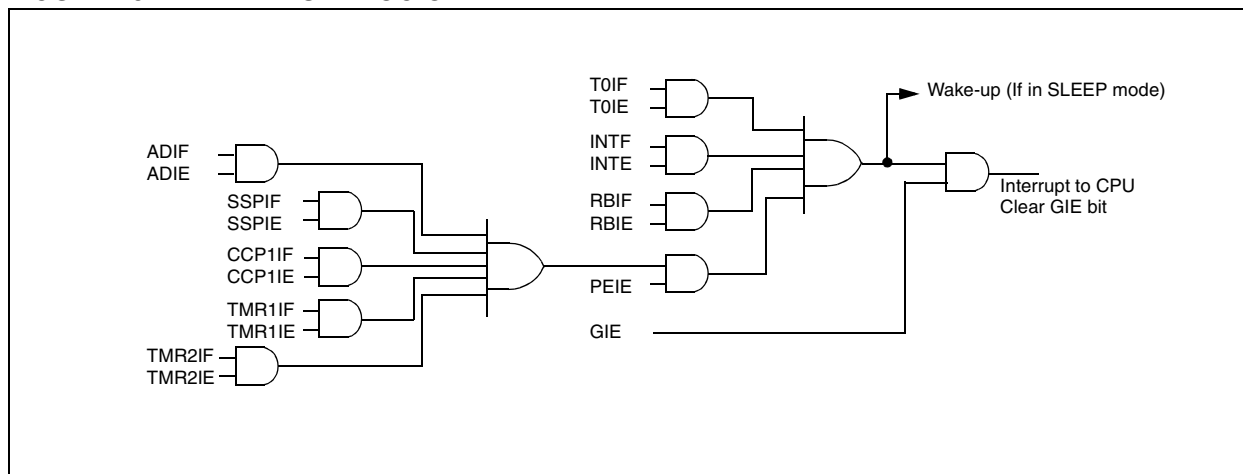 T0IF
T0IE
Wake-up (If in SLEEP mode)
INTF
INTE
ADIF
ADIE
RBIF
RBIE
Interrupt to CPU
Clear GIE bit
SSPIF
SSPIE
CCP1IF
CCP1IE
PEIE
TMR1IF
TMR1IE
GIE
TMR2IF
TMR2IE